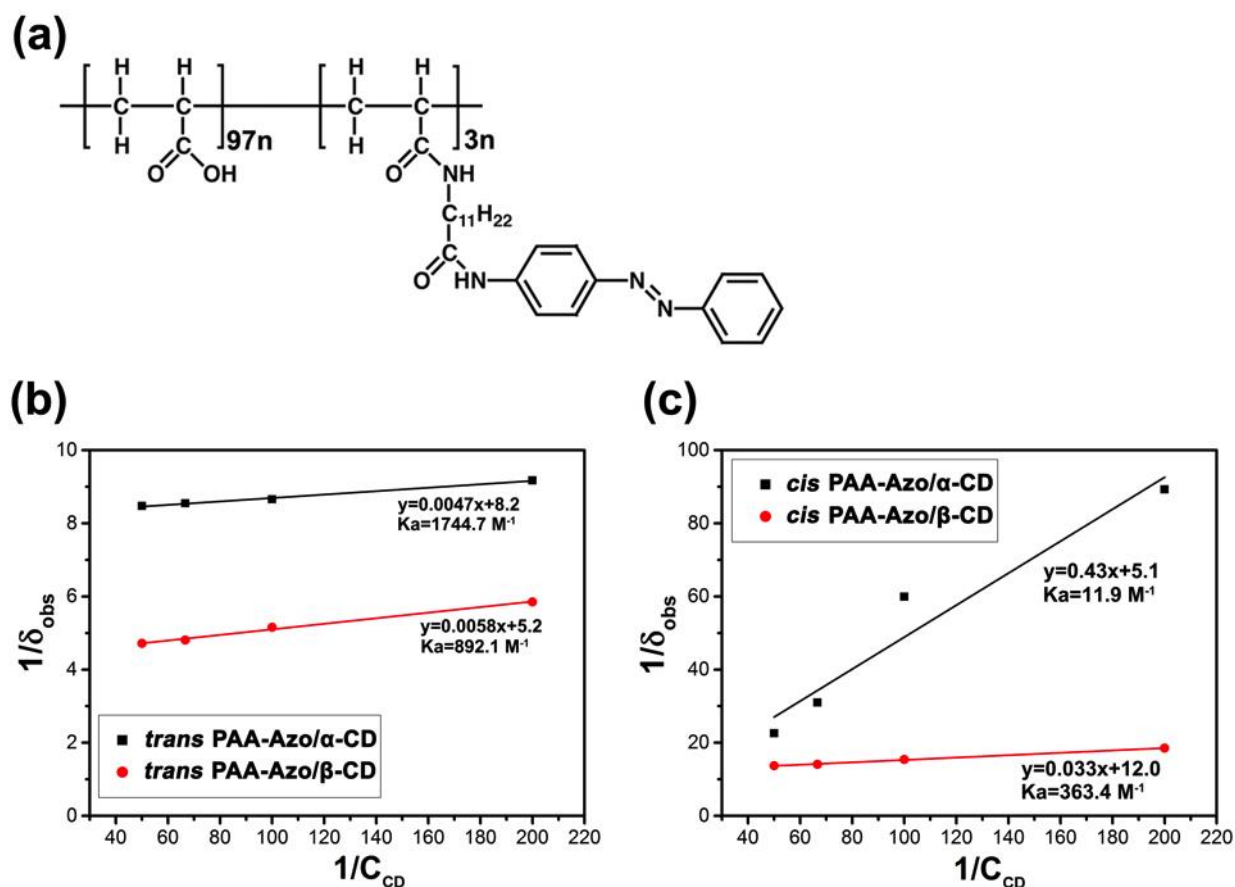 (a)
H
H
H
H
C
C
C
C
H
H
97n
3n
C
C
O
OH
O
NH
C11H22
C
O
HN
N
N
(b)
10
8
6
4
2
0
1/δobs
y=0.0047x+8.2
Ka=1744.7 M-1
y=0.0058x+5.2
Ka=892.1 M-1
trans PAA-Azo/α-CD
trans PAA-Azo/β-CD
40 60 80 100 120 140 160 180 200 220
1/CCD
(c)
100
80
60
40
20
0
1/δobs
cis PAA-Azo/α-CD
cis PAA-Azo/β-CD
y=0.43x+5.1
Ka=11.9 M-1
y=0.033x+12.0
Ka=363.4 M-1
40 60 80 100 120 140 160 180 200 220
1/CCD